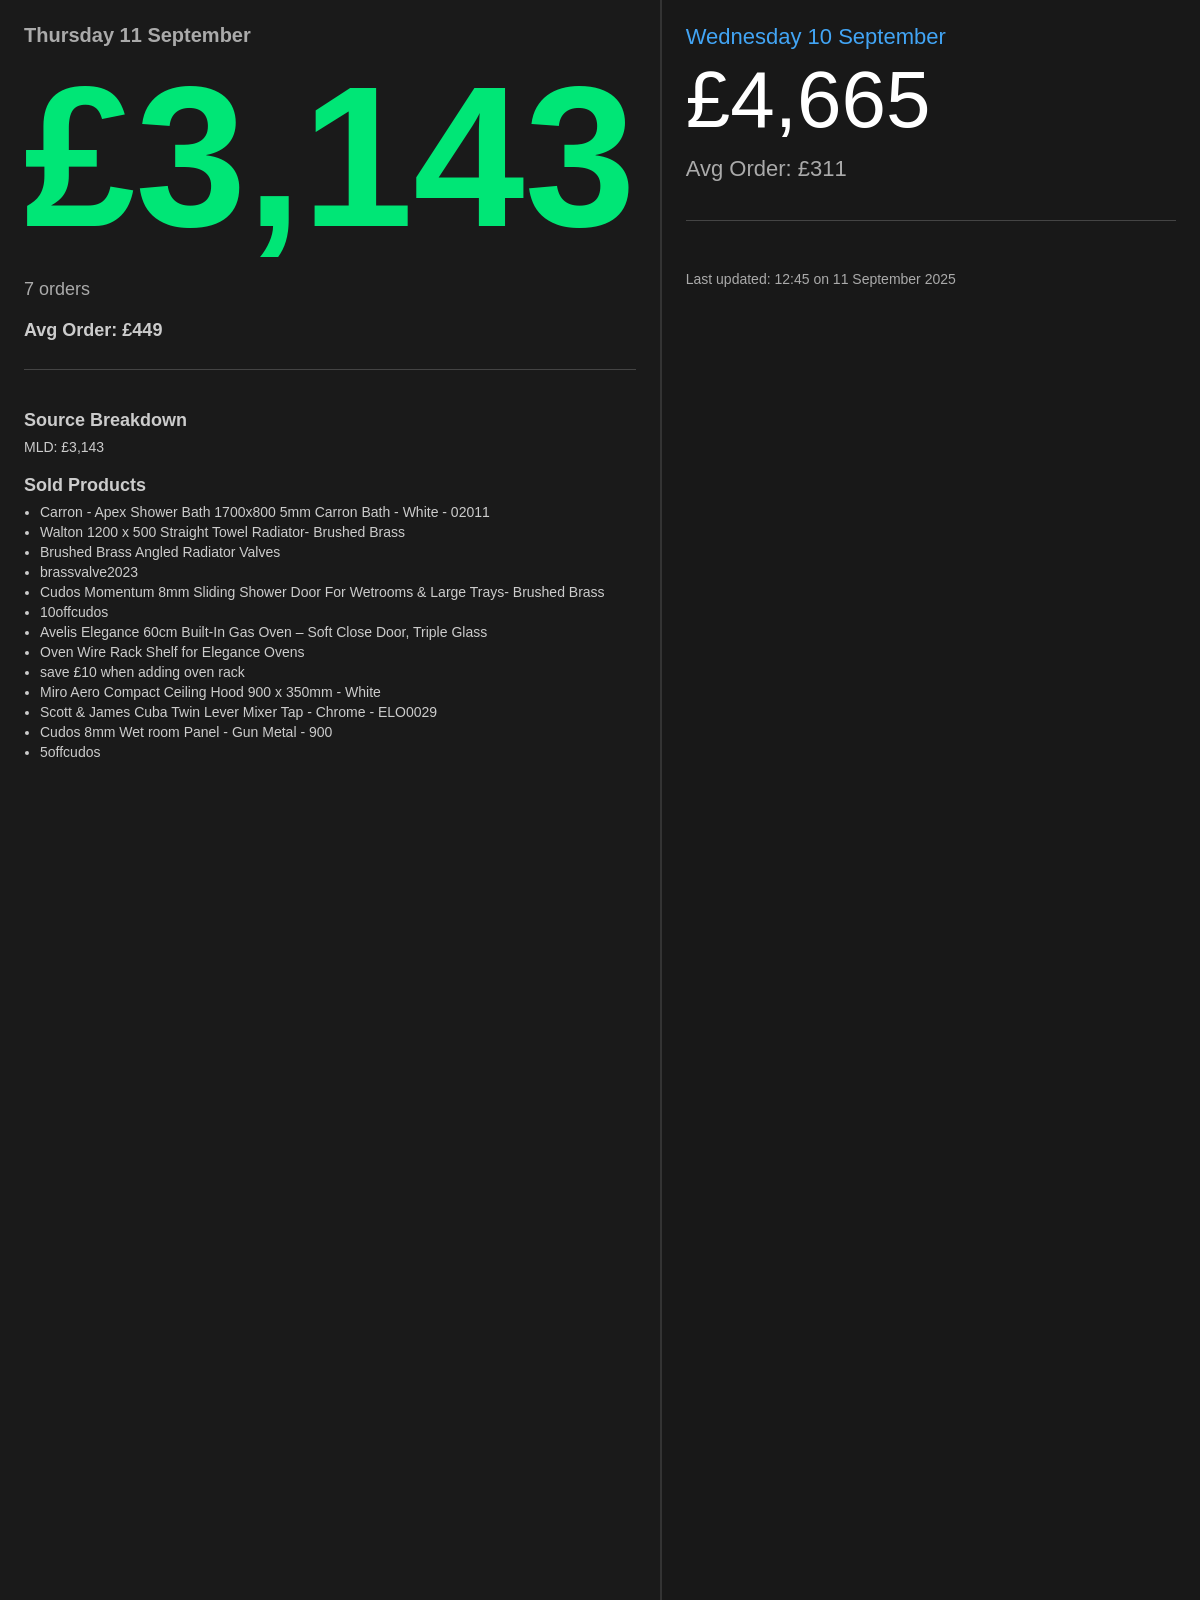 Thursday 11 September
£3,143
7 orders
Avg Order: £449
Source Breakdown
MLD: £3,143
Sold Products
• Carron - Apex Shower Bath 1700x800 5mm Carron Bath - White - 02011
• Walton 1200 x 500 Straight Towel Radiator- Brushed Brass
• Brushed Brass Angled Radiator Valves
• brassvalve2023
• Cudos Momentum 8mm Sliding Shower Door For Wetrooms & Large Trays- Brushed Brass
• 10offcudos
• Avelis Elegance 60cm Built-In Gas Oven – Soft Close Door, Triple Glass
• Oven Wire Rack Shelf for Elegance Ovens
• save £10 when adding oven rack
• Miro Aero Compact Ceiling Hood 900 x 350mm - White
• Scott & James Cuba Twin Lever Mixer Tap - Chrome - ELO0029
• Cudos 8mm Wet room Panel - Gun Metal - 900
• 5offcudos
Wednesday 10 September
£4,665
Avg Order: £311
Last updated: 12:45 on 11 September 2025